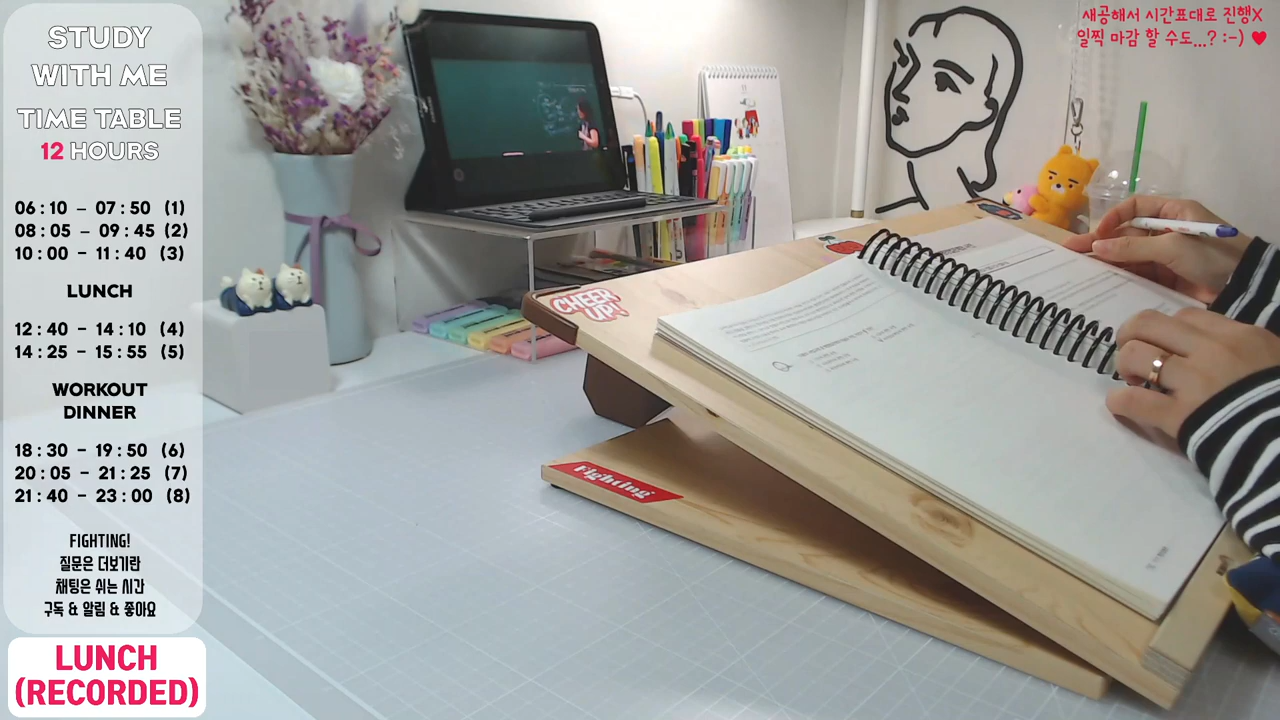 STUDY
WITH ME
TIME TABLE
12 HOURS
06:10 – 07:50 (1)
08:05 – 09:45 (2)
10:00 – 11:40 (3)
LUNCH
12:40 – 14:10 (4)
14:25 – 15:55 (5)
WORKOUT
DINNER
18:30 – 19:50 (6)
20:05 – 21:25 (7)
21:40 – 23:00 (8)
FIGHTING!
질문은 더보기란
채팅은 쉬는 시간
구독 & 알림 & 좋아요
LUNCH
(RECORDED)
새공해서 시간표대로 진행X
일찍 마감 할 수도...? :-) ♥
CHEER
UP!
Fighting